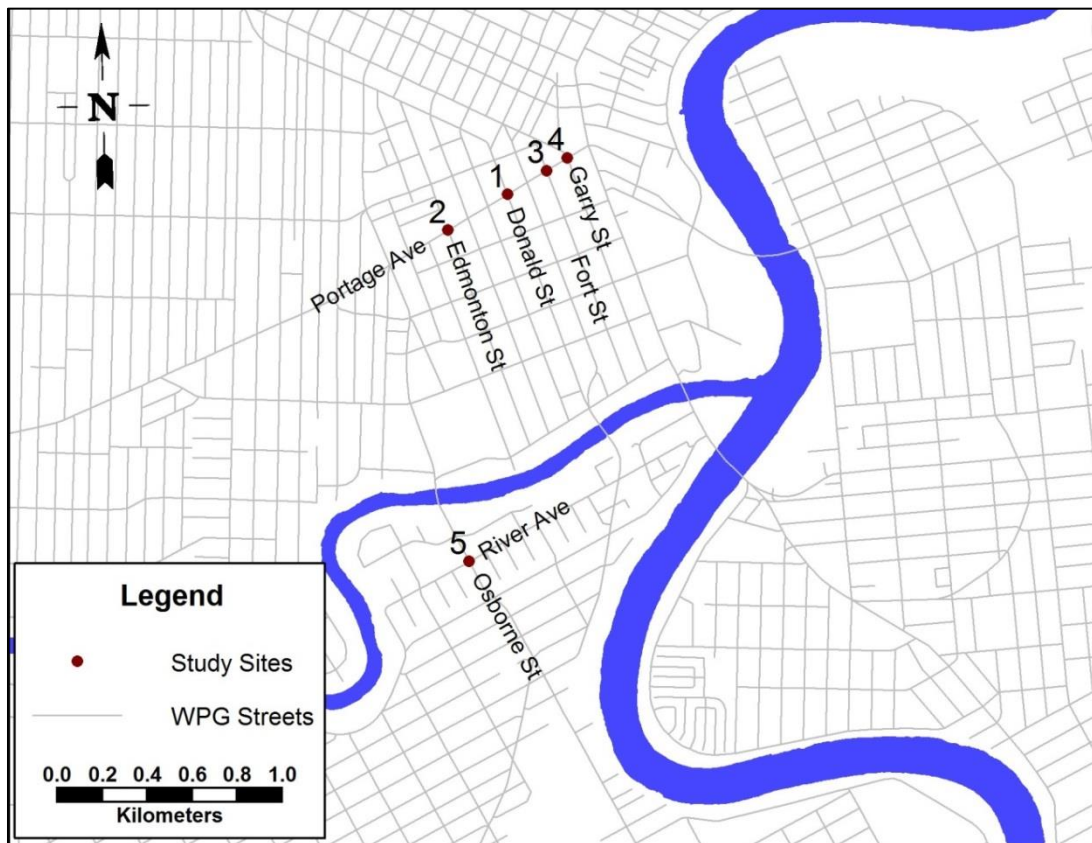 N
4
3
1
2
Garry St
Donald St
Fort St
Edmonton St
Portage Ave
River Ave
5
Osborne St
Legend
Study Sites
WPG Streets
0.0 0.2 0.4 0.6 0.8 1.0
Kilometers